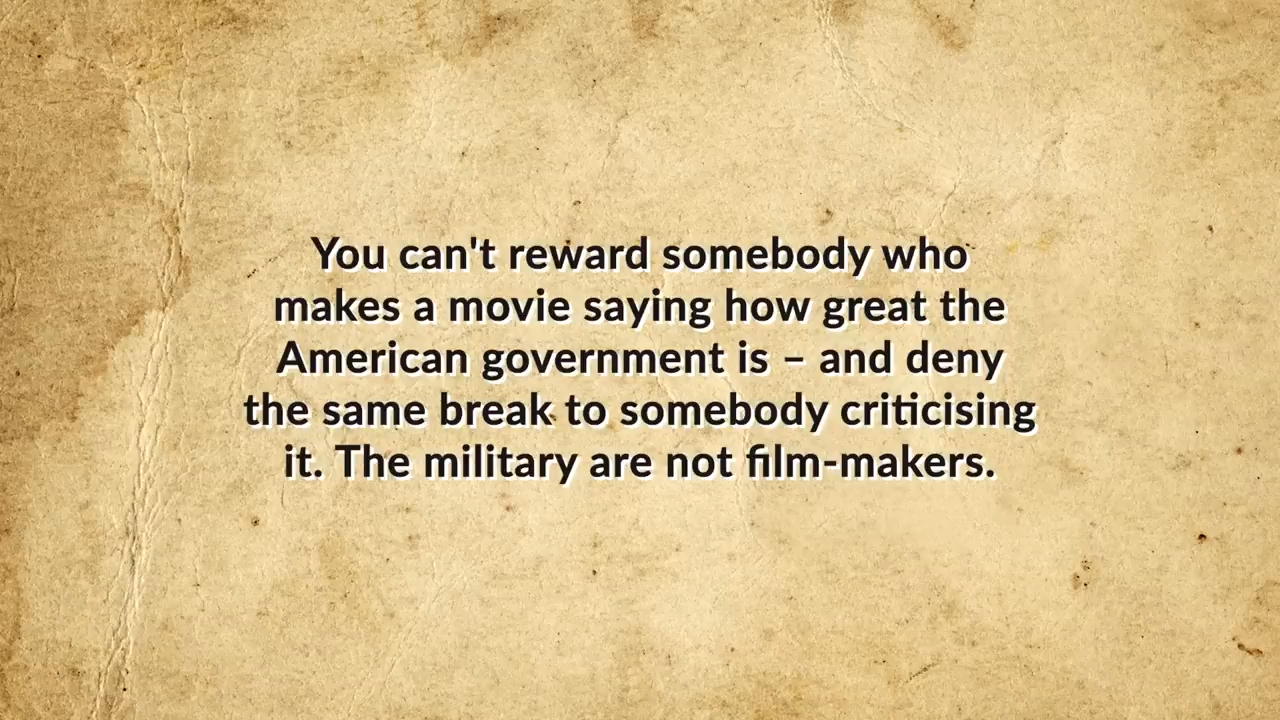 You can't reward somebody who
makes a movie saying how great the
American government is – and deny
the same break to somebody criticising
it. The military are not film-makers.